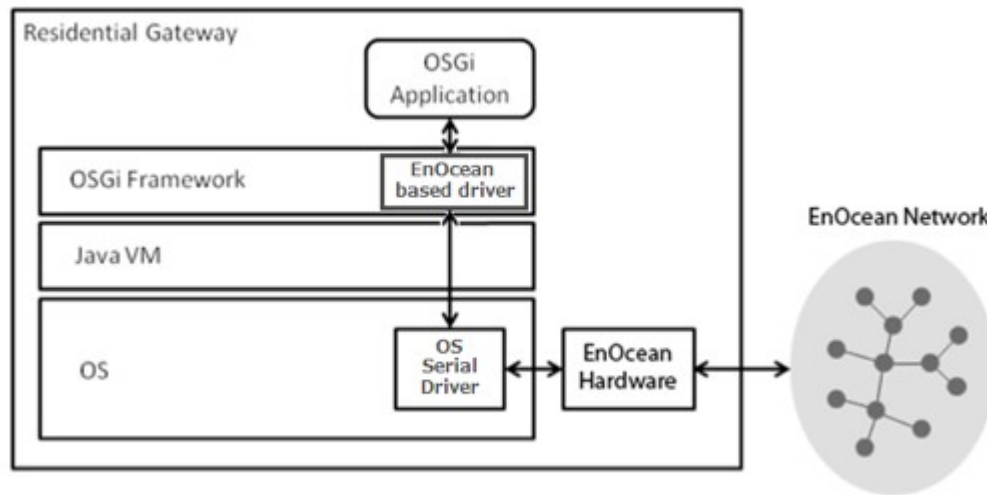 Residential Gateway
OSGi
Application
OSGi Framework
EnOcean
based driver
Java VM
OS
OS
Serial
Driver
EnOcean
Hardware
EnOcean Network